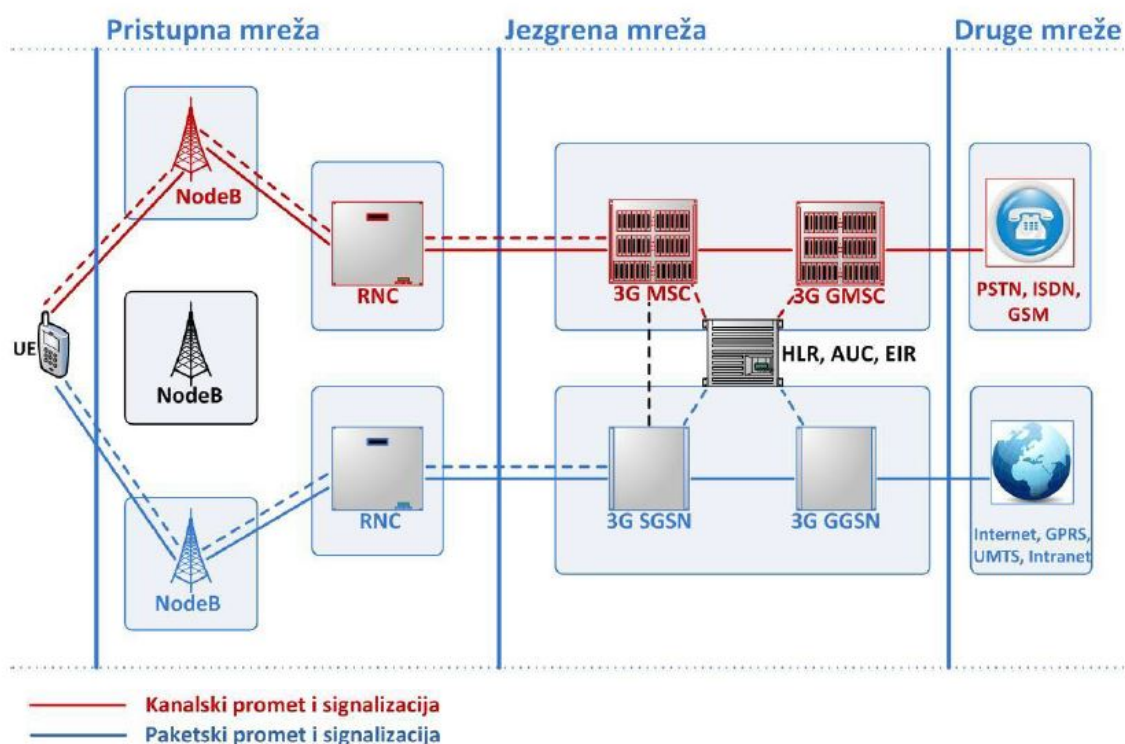 Pristupna mreža
Jezgrena mreža
Druge mreže
NodeB
RNC
3G MSC
3G GMSC
PSTN, ISDN,
GSM
UE
NodeB
HLR, AUC, EIR
RNC
3G SGSN
3G GGSN
Internet, GPRS,
UMTS, Intranet
NodeB
Kanalski promet i signalizacija
Paketski promet i signalizacija